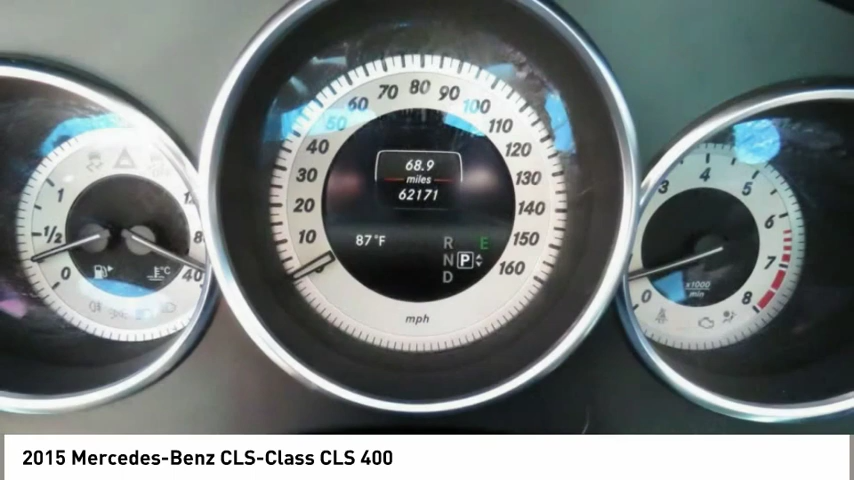 1
1/2
0
8
40
°C
10
20
30
40
50
60
70
80
90
100
110
120
130
140
150
160
68.9
miles
62171
87°F
R
N
P
D
E
mph
0
3
4
5
6
7
8
x1000
min
2015 Mercedes-Benz CLS-Class CLS 400